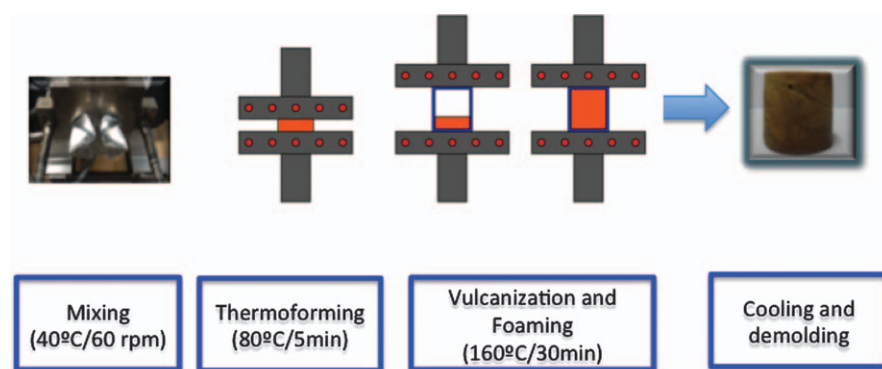 Mixing
(40ºC/60 rpm)
Thermoforming
(80ºC/5min)
Vulcanization and
Foaming
(160ºC/30min)
Cooling and
demolding